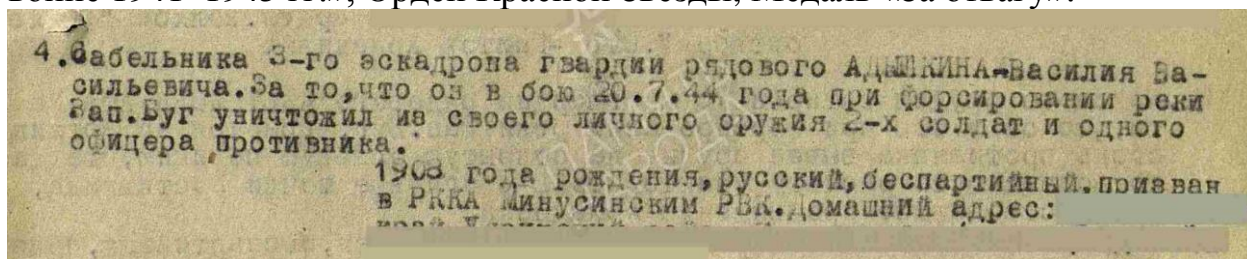 войне 1941-1945 гг.», Орден Красной Звезды, Медаль «За отвагу».
4.Сабельника 3-го эскадрона гвардии рядового АДЫШКИНА-Василия Ва-
сильевича.За то,что он в бою 20.7.44 года при форсировании реки
Зап.Буг уничтожил из своего личного оружия 2-х солдат и одного
офицера противника.
1908 года рождения,русский,беспартийный.призван
в РККА Минусинским РВК.Домашний адрес: